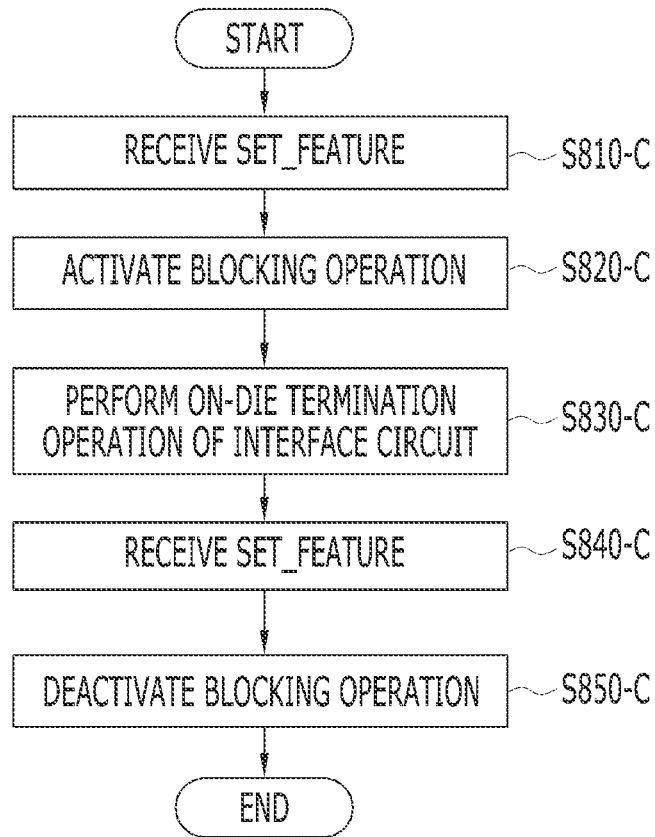 START
RECEIVE SET_FEATURE
S810-C
ACTIVATE BLOCKING OPERATION
S820-C
PERFORM ON-DIE TERMINATION
OPERATION OF INTERFACE CIRCUIT
S830-C
RECEIVE SET_FEATURE
S840-C
DEACTIVATE BLOCKING OPERATION
S850-C
END